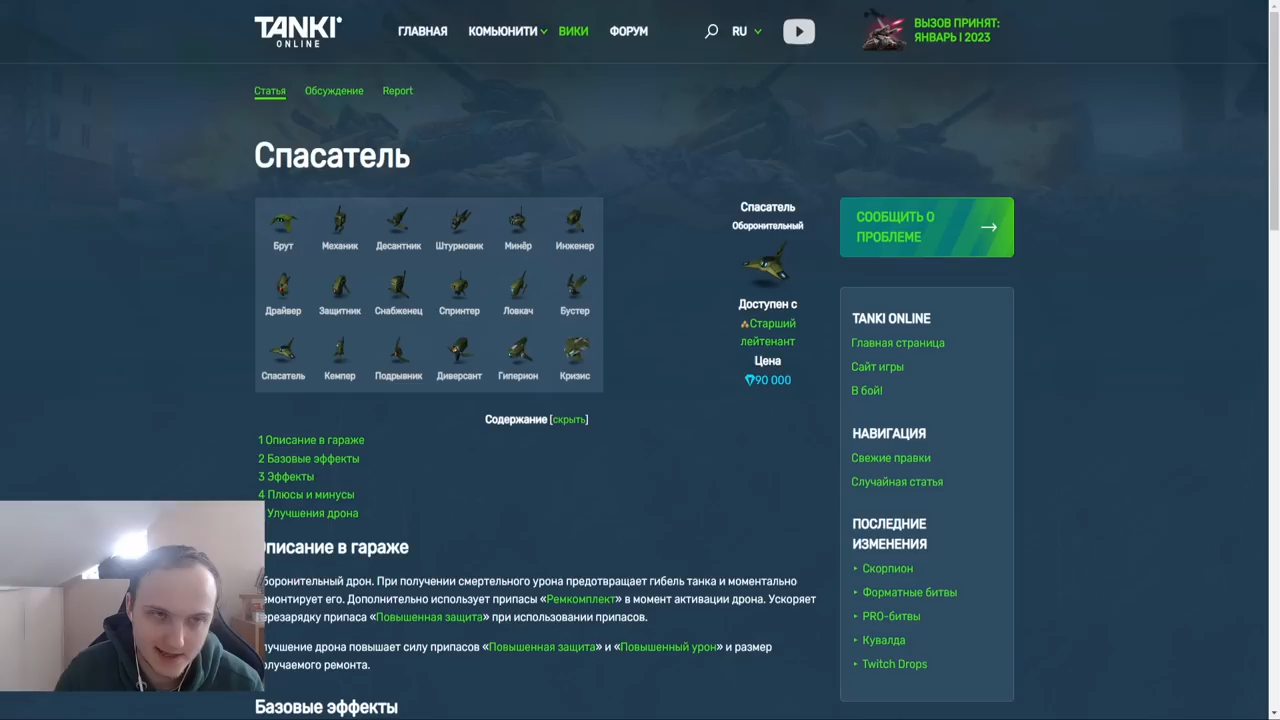 TANKI
ONLINE
ГЛАВНАЯ
КОМЬЮНИТИ
ВИКИ
ФОРУМ
RU
ВЫЗОВ ПРИНЯТ:
ЯНВАРЬ I 2023
Статья
Обсуждение
Report
Спасатель
Брут
Механик
Десантник
Штурмовик
Минёр
Инженер
Драйвер
Защитник
Снабженец
Спринтер
Ловкач
Бустер
Спасатель
Кемпер
Подрывник
Диверсант
Гиперион
Кризис
Спасатель
Оборонительный
Доступен с
Старший
лейтенант
Цена
90 000
СООБЩИТЬ О
ПРОБЛЕМЕ
TANKI ONLINE
Главная страница
Сайт игры
В бой!
НАВИГАЦИЯ
Свежие правки
Случайная статья
ПОСЛЕДНИЕ
ИЗМЕНЕНИЯ
Скорпион
Форматные битвы
PRO-битвы
Кувалда
Twitch Drops
Содержание [скрыть]
1 Описание в гараже
2 Базовые эффекты
3 Эффекты
4 Плюсы и минусы
Улучшения дрона
писание в гараже
боронительный дрон. При получении смертельного урона предотвращает гибель танка и моментально
емонтирует его. Дополнительно использует припасы «Ремкомплект» в момент активации дрона. Ускоряет
ерезарядку припаса «Повышенная защита» при использовании припасов.
лучшение дрона повышает силу припасов «Повышенная защита» и «Повышенный урон» и размер
олучаемого ремонта.
Базовые эффекты